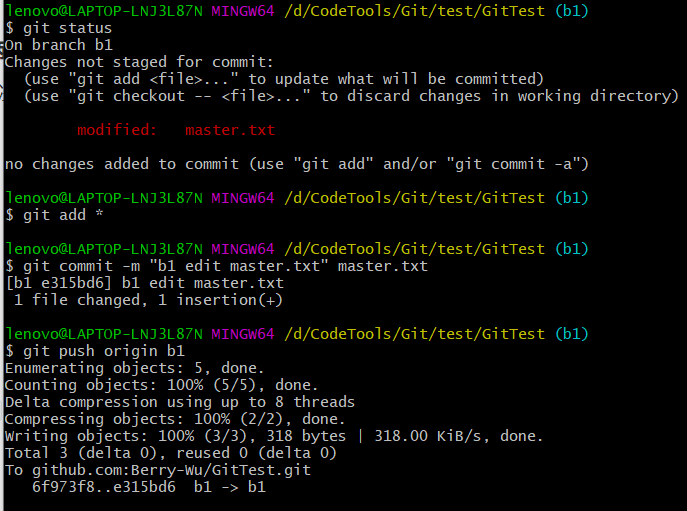 lenovo@LAPTOP-LNJ3L87N MINGW64 /d/CodeTools/Git/test/GitTest (b1)
$ git status
On branch b1
Changes not staged for commit:
  (use "git add <file>..." to update what will be committed)
  (use "git checkout -- <file>..." to discard changes in working directory)
        modified:   master.txt
no changes added to commit (use "git add" and/or "git commit -a")
lenovo@LAPTOP-LNJ3L87N MINGW64 /d/CodeTools/Git/test/GitTest (b1)
$ git add *
lenovo@LAPTOP-LNJ3L87N MINGW64 /d/CodeTools/Git/test/GitTest (b1)
$ git commit -m "b1 edit master.txt" master.txt
[b1 e315bd6] b1 edit master.txt
 1 file changed, 1 insertion(+)
lenovo@LAPTOP-LNJ3L87N MINGW64 /d/CodeTools/Git/test/GitTest (b1)
$ git push origin b1
Enumerating objects: 5, done.
Counting objects: 100% (5/5), done.
Delta compression using up to 8 threads
Compressing objects: 100% (2/2), done.
Writing objects: 100% (3/3), 318 bytes | 318.00 KiB/s, done.
Total 3 (delta 0), reused 0 (delta 0)
To github.com:Berry-Wu/GitTest.git
   6f973f8..e315bd6  b1 -> b1